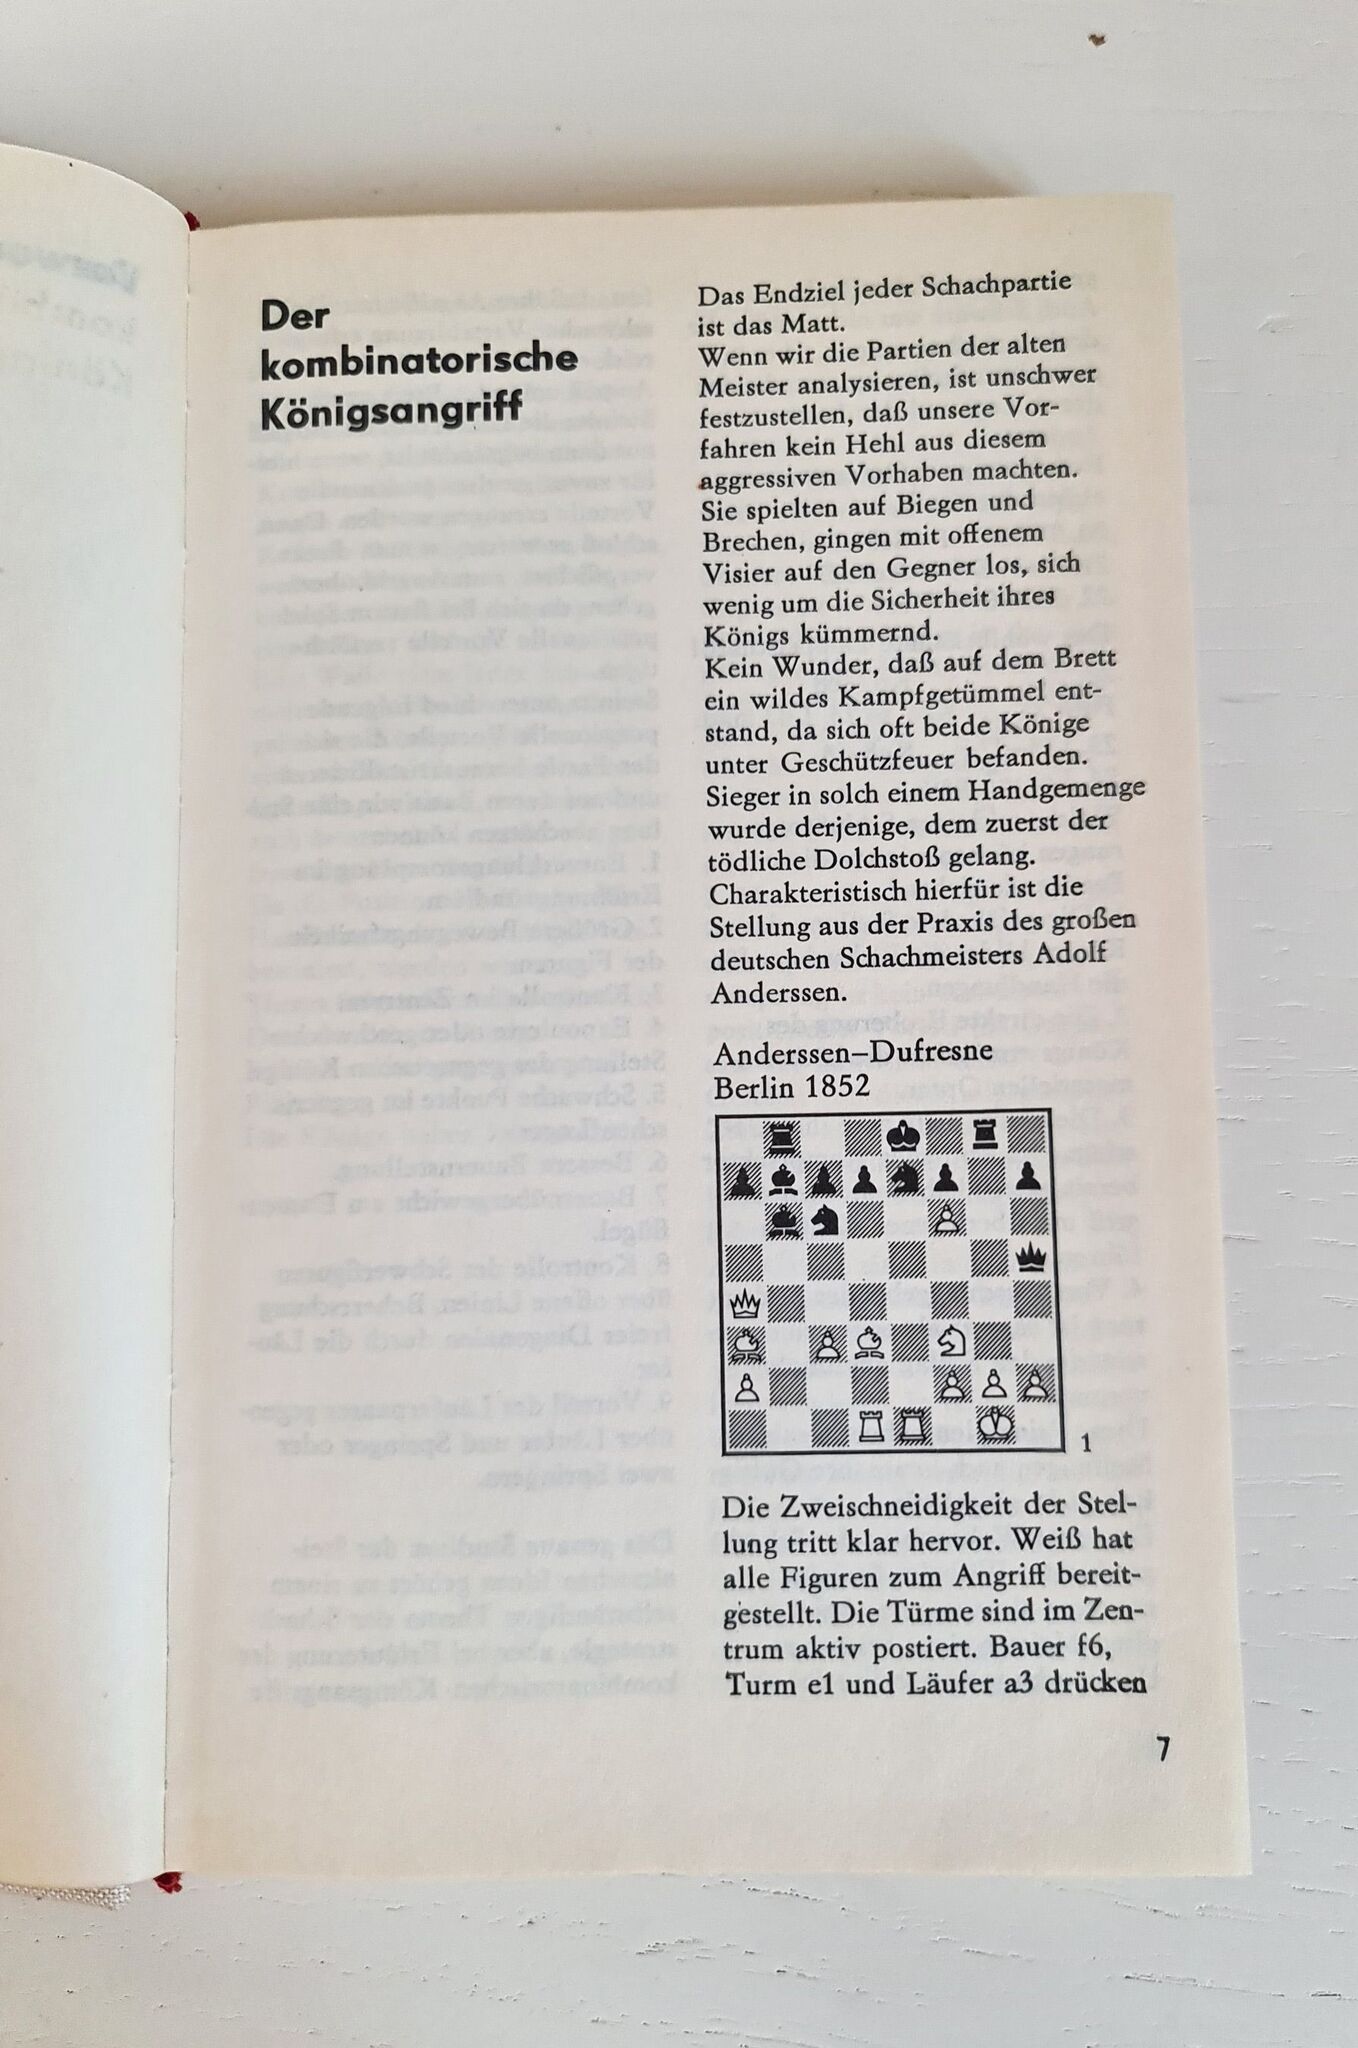 Der
kombinatorische
Königsangriff
Das Endziel jeder Schachpartie
ist das Matt.
Wenn wir die Partien der alten
Meister analysieren, ist unschwer
festzustellen, daß unsere Vor-
fahren kein Hehl aus diesem
aggressiven Vorhaben machten.
Sie spielten auf Biegen und
Brechen, gingen mit offenem
Visier auf den Gegner los, sich
wenig um die Sicherheit ihres
Königs kümmernd.
Kein Wunder, daß auf dem Brett
ein wildes Kampfgetümmel ent-
stand, da sich oft beide Könige
unter Geschützfeuer befanden.
Sieger in solch einem Handgemenge
wurde derjenige, dem zuerst der
tödliche Dolchstoß gelang.
Charakteristisch hierfür ist die
Stellung aus der Praxis des großen
deutschen Schachmeisters Adolf
Anderssen.
Anderssen–Dufresne
Berlin 1852
1
Die Zweischneidigkeit der Stel-
lung tritt klar hervor. Weiß hat
alle Figuren zum Angriff bereit-
gestellt. Die Türme sind im Zen-
trum aktiv postiert. Bauer f6,
Turm e1 und Läufer a3 drücken
7